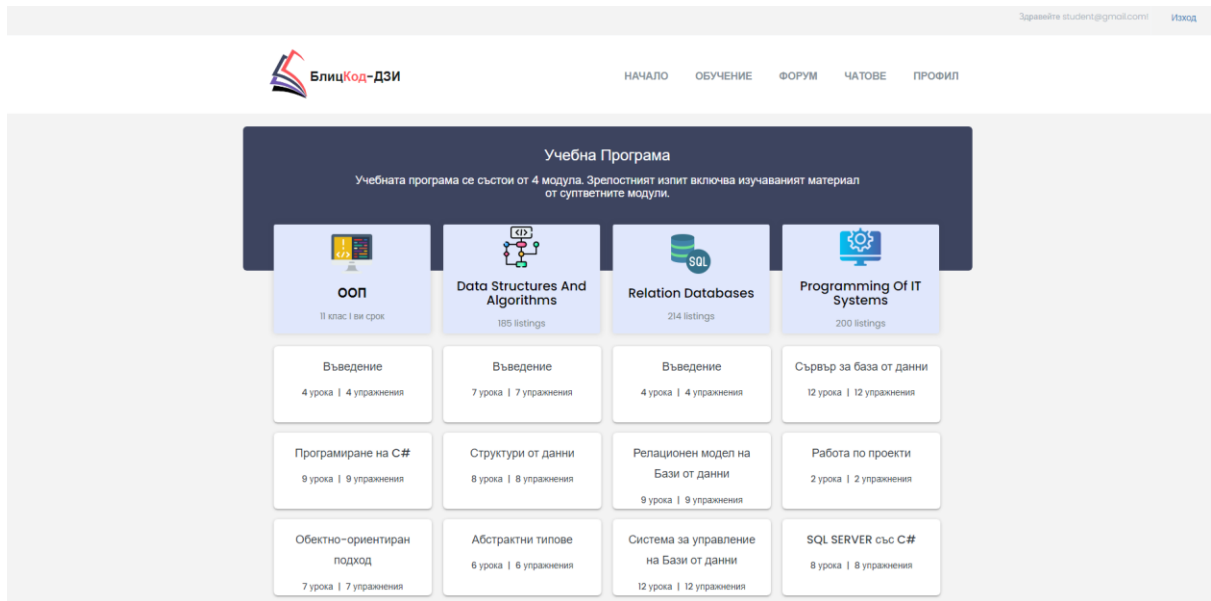 Здравейте student@gmail.com!
Изход
БлицКод-ДЗИ
НАЧАЛО
ОБУЧЕНИЕ
ФОРУМ
ЧАТОВЕ
ПРОФИЛ
Учебна Програма
Учебната програма се състои от 4 модула. Зрелостният изпит включва изучаваният материал
от суптветните модули.
ООП
11 клас I ви срок
Data Structures And
Algorithms
185 listings
Relation Databases
214 listings
Programming Of IT
Systems
200 listings
SQL
Въведение
4 урока | 4 упражнения
Въведение
7 урока | 7 упражнения
Въведение
4 урока | 4 упражнения
Сървър за база от данни
12 урока | 12 упражнения
Програмиране на C#
9 урока | 9 упражнения
Структури от данни
8 урока | 8 упражнения
Релационен модел на
Бази от данни
9 урока | 9 упражнения
Работа по проекти
2 урока | 2 упражнения
Обектно-ориентиран
подход
7 урока | 7 упражнения
Абстрактни типове
6 урока | 6 упражнения
Система за управление
на Бази от данни
12 урока | 12 упражнения
SQL SERVER със C#
8 урока | 8 упражнения